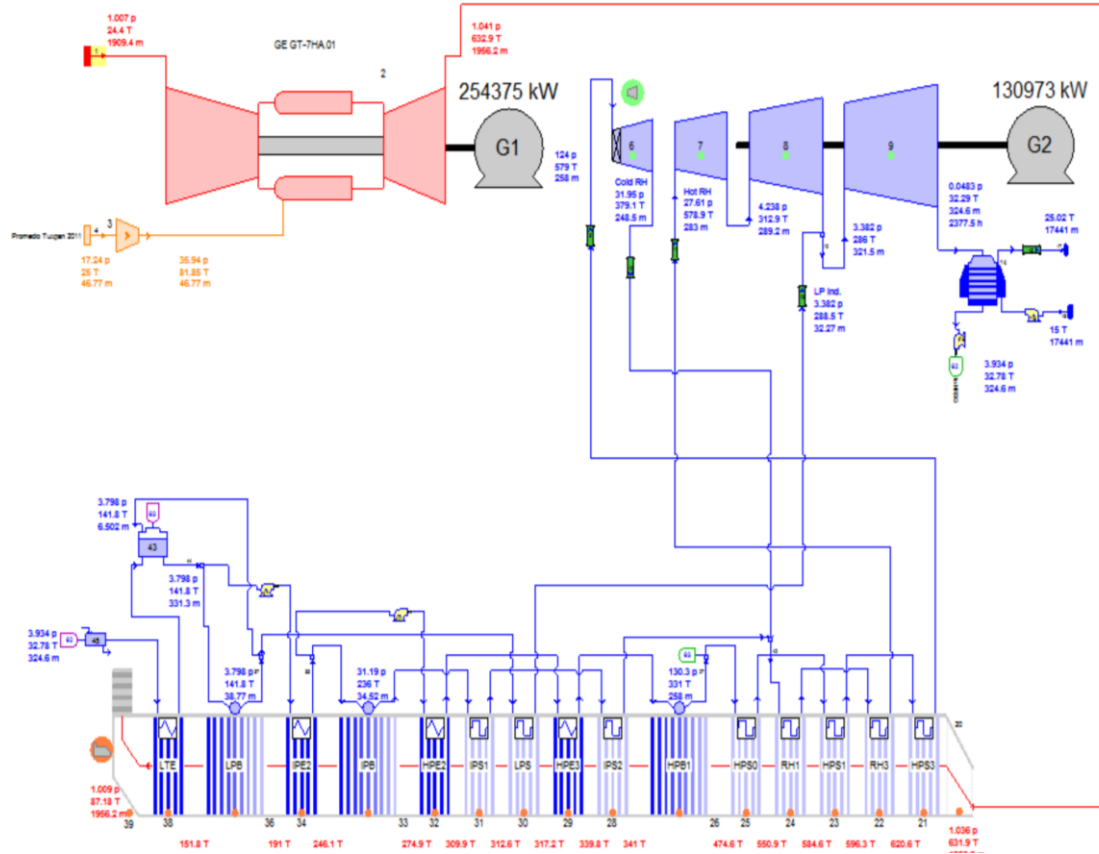 1.007 p
24.4 T
1909.4 m
1
GE GT-7HA.01
2
1.041 p
632.9 T
1956.2 m
254375 kW
G1
130973 kW
G2
124 p
579 T
258 m
6
7
8
9
Cold RH
31.95 p
379.1 T
248.5 m
Hot RH
27.61 p
578.9 T
283 m
4.238 p
312.9 T
289.2 m
3.382 p
286 T
321.5 m
0.0483 p
32.29 T
324.6 m
2377.5 h
25.02 T
17441 m
LP Ind.
3.382 p
288.5 T
32.27 m
15 T
17441 m
3.934 p
32.78 T
324.6 m
Promedio Tucgen 2011
4
3
17.24 p
25 T
46.77 m
35.94 p
81.85 T
46.77 m
3.798 p
141.8 T
6.502 m
43
3.798 p
141.8 T
331.3 m
3.934 p
32.78 T
324.6 m
3.798 p
141.8 T
38.77 m
31.19 p
236 T
34.52 m
130.3 p
331 T
258 m
20
LTE
LPB
IPE2
IPB
HPE2
IPS1
LPS
HPE3
IPS2
HPB1
HPS0
RH1
HPS1
RH3
HPS3
1.009 p
87.18 T
1956.2 m
39
38
36
34
33
32
31
30
29
28
26
25
24
23
22
21
151.8 T
191 T
246.1 T
274.9 T
309.9 T
312.6 T
317.2 T
339.8 T
341 T
474.6 T
550.9 T
584.6 T
596.3 T
620.6 T
1.036 p
631.9 T